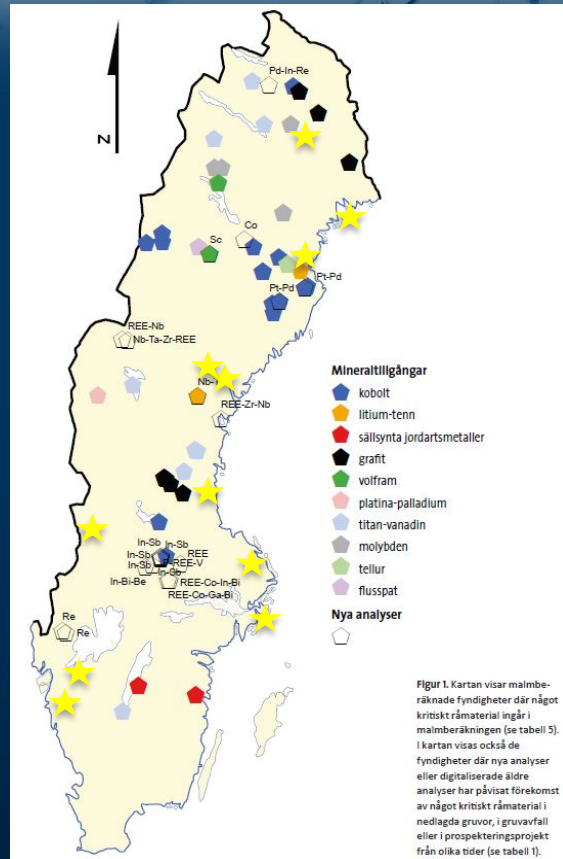 Z
Pd-In-Re
Sc
Co
Pt-Pd
Pt-Pd
REE-Nb
Nb-Ta-Zr-REE
REE-Zr-Nb
In-Sb
In-Sb
In-Sb
REE
In-Sb
REE-V
In-Sb
In-Bi-Be
REE-Co-In-Bi
REE-Co-Ga-Bi
Re
Re
Mineraltillgångar
kobolt
litium-tenn
sällsynta jordartsmetaller
grafit
volfram
platina-palladium
titan-vanadin
molybden
tellur
flusspat
Nya analyser
Figur 1. Kartan visar malmbe-
räknade fyndigheter där något
kritiskt råmaterial ingår i
malmberäkningen (se tabell 5).
I kartan visas också de
fyndigheter där nya analyser
eller digitaliserade äldre
analyser har påvisat förekomst
av något kritiskt råmaterial i
nedlagda gruvor, i gruvavfall
eller i prospekteringsprojekt
från olika tider (se tabell 1).